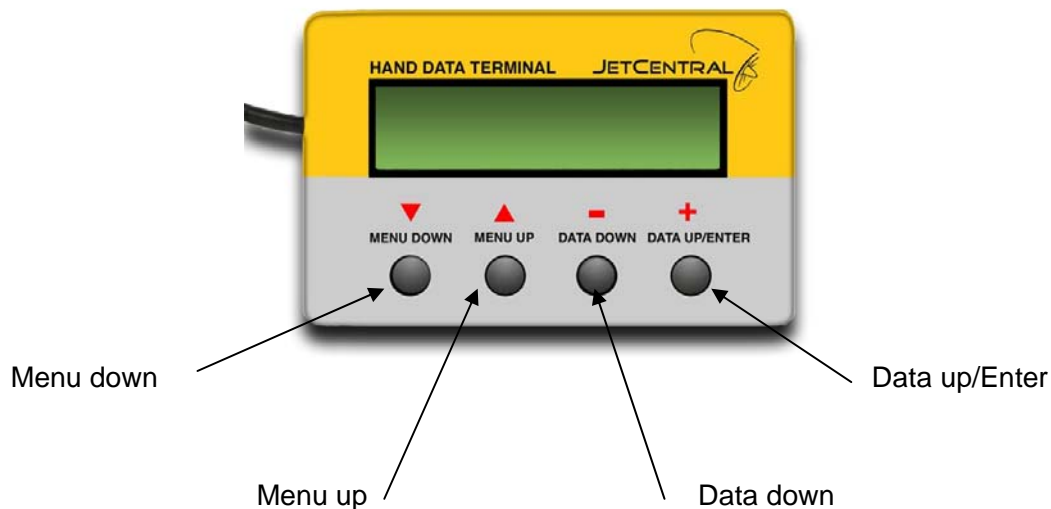 HAND DATA TERMINAL JETCENTRAL
MENU DOWN MENU UP DATA DOWN DATA UP/ENTER
Menu down Data up/Enter
Menu up Data down